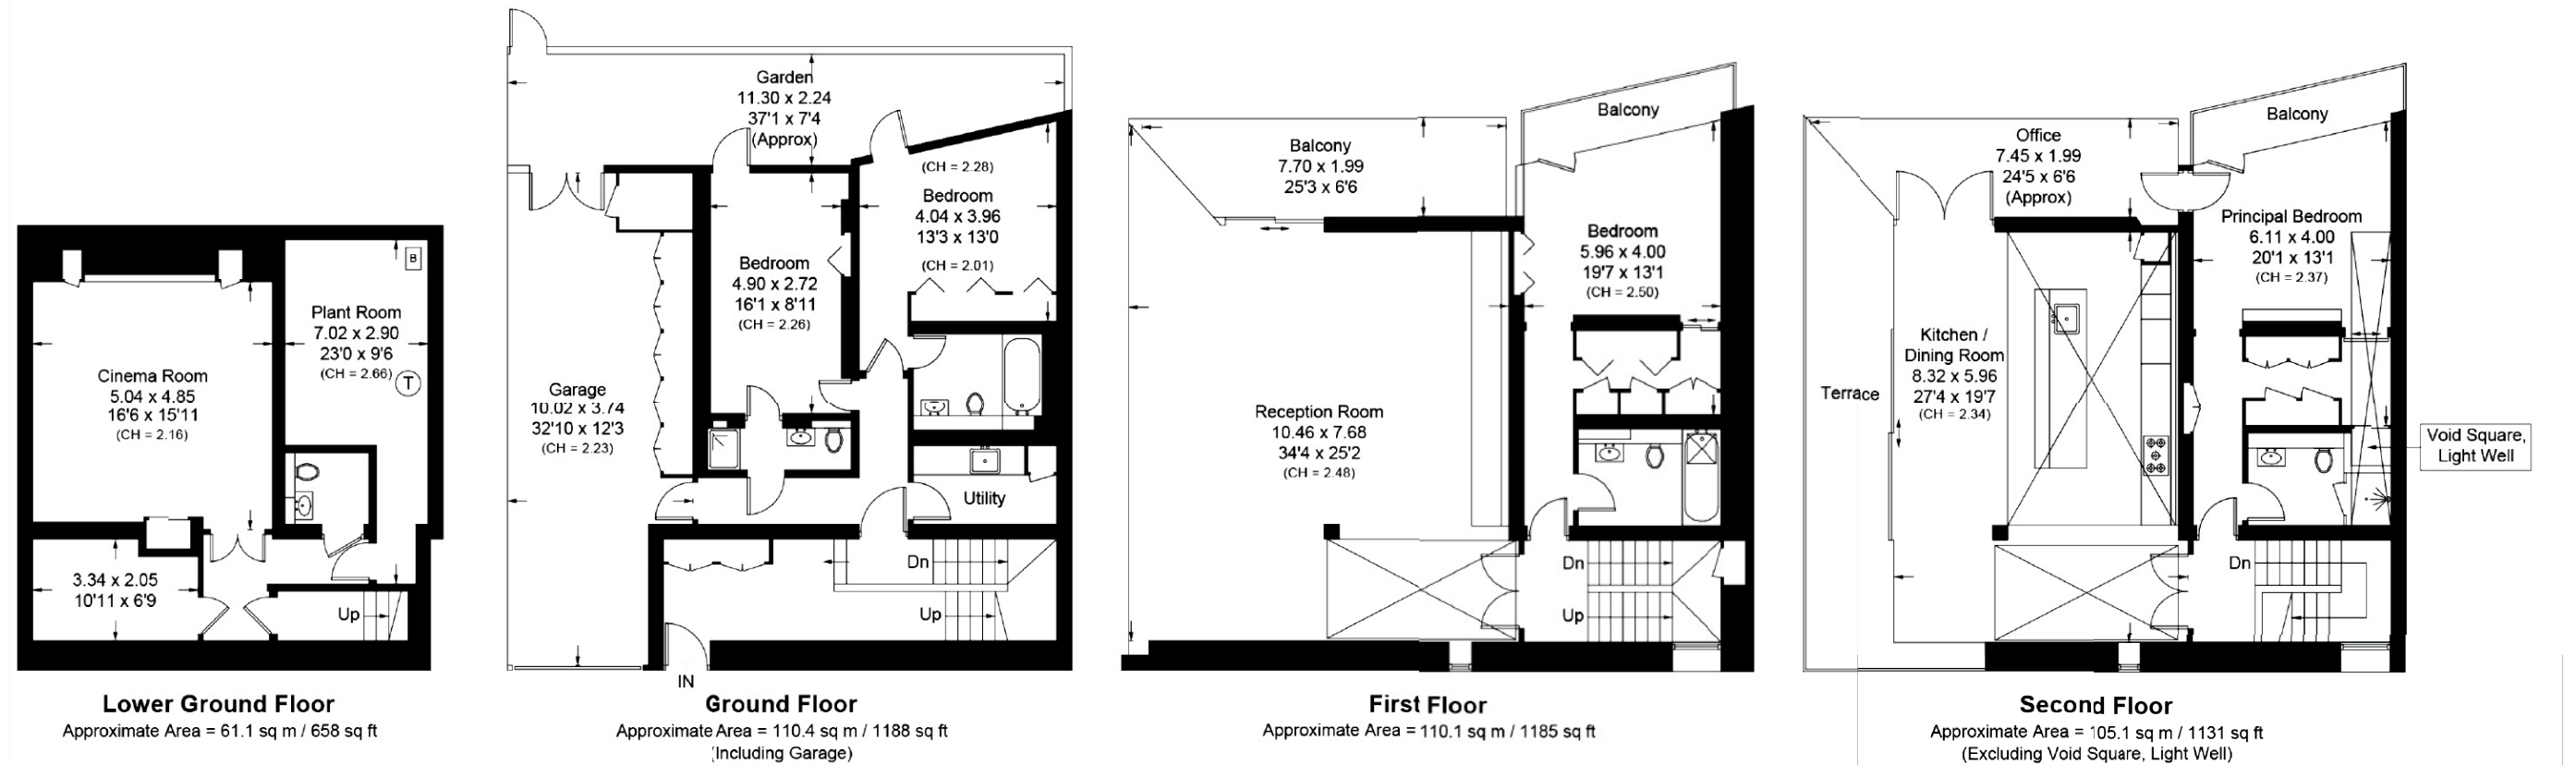 Cinema Room
5.04 x 4.85
16'6 x 15'11
(CH = 2.16)
Plant Room
7.02 x 2.90
23'0 x 9'6
(CH = 2.66)
B
T
3.34 x 2.05
10'11 x 6'9
Up
Lower Ground Floor
Approximate Area = 61.1 sq m / 658 sq ft
Garden
11.30 x 2.24
37'1 x 7'4
(Approx)
(CH = 2.28)
Bedroom
4.04 x 3.96
13'3 x 13'0
(CH = 2.01)
Bedroom
4.90 x 2.72
16'1 x 8'11
(CH = 2.26)
Garage
10.02 x 3.74
32'10 x 12'3
(CH = 2.23)
Utility
Dn
Up
IN
Ground Floor
Approximate Area = 110.4 sq m / 1188 sq ft
(Including Garage)
Balcony
Balcony
7.70 x 1.99
25'3 x 6'6
Bedroom
5.96 x 4.00
19'7 x 13'1
(CH = 2.50)
Reception Room
10.46 x 7.68
34'4 x 25'2
(CH = 2.48)
Dn
Up
First Floor
Approximate Area = 110.1 sq m / 1185 sq ft
Balcony
Office
7.45 x 1.99
24'5 x 6'6
(Approx)
Principal Bedroom
6.11 x 4.00
20'1 x 13'1
(CH = 2.37)
Kitchen /
Dining Room
8.32 x 5.96
27'4 x 19'7
(CH = 2.34)
Terrace
Void Square,
Light Well
Dn
Second Floor
Approximate Area = 105.1 sq m / 1131 sq ft
(Excluding Void Square, Light Well)